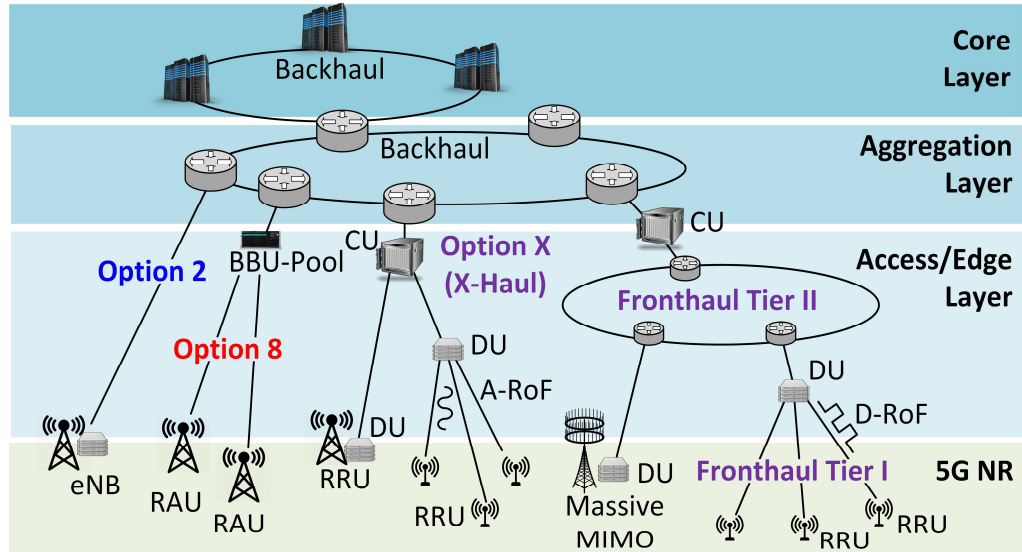 Core
Layer
Backhaul
Backhaul
Aggregation
Layer
CU
CU
Option X
(X-Haul)
Option 2
BBU-Pool
Access/Edge
Layer
Fronthaul Tier II
Option 8
DU
A-RoF
DU
D-RoF
DU
eNB
RAU
RAU
RRU
RRU
DU
Massive
MIMO
Fronthaul Tier I
5G NR
RRU
RRU